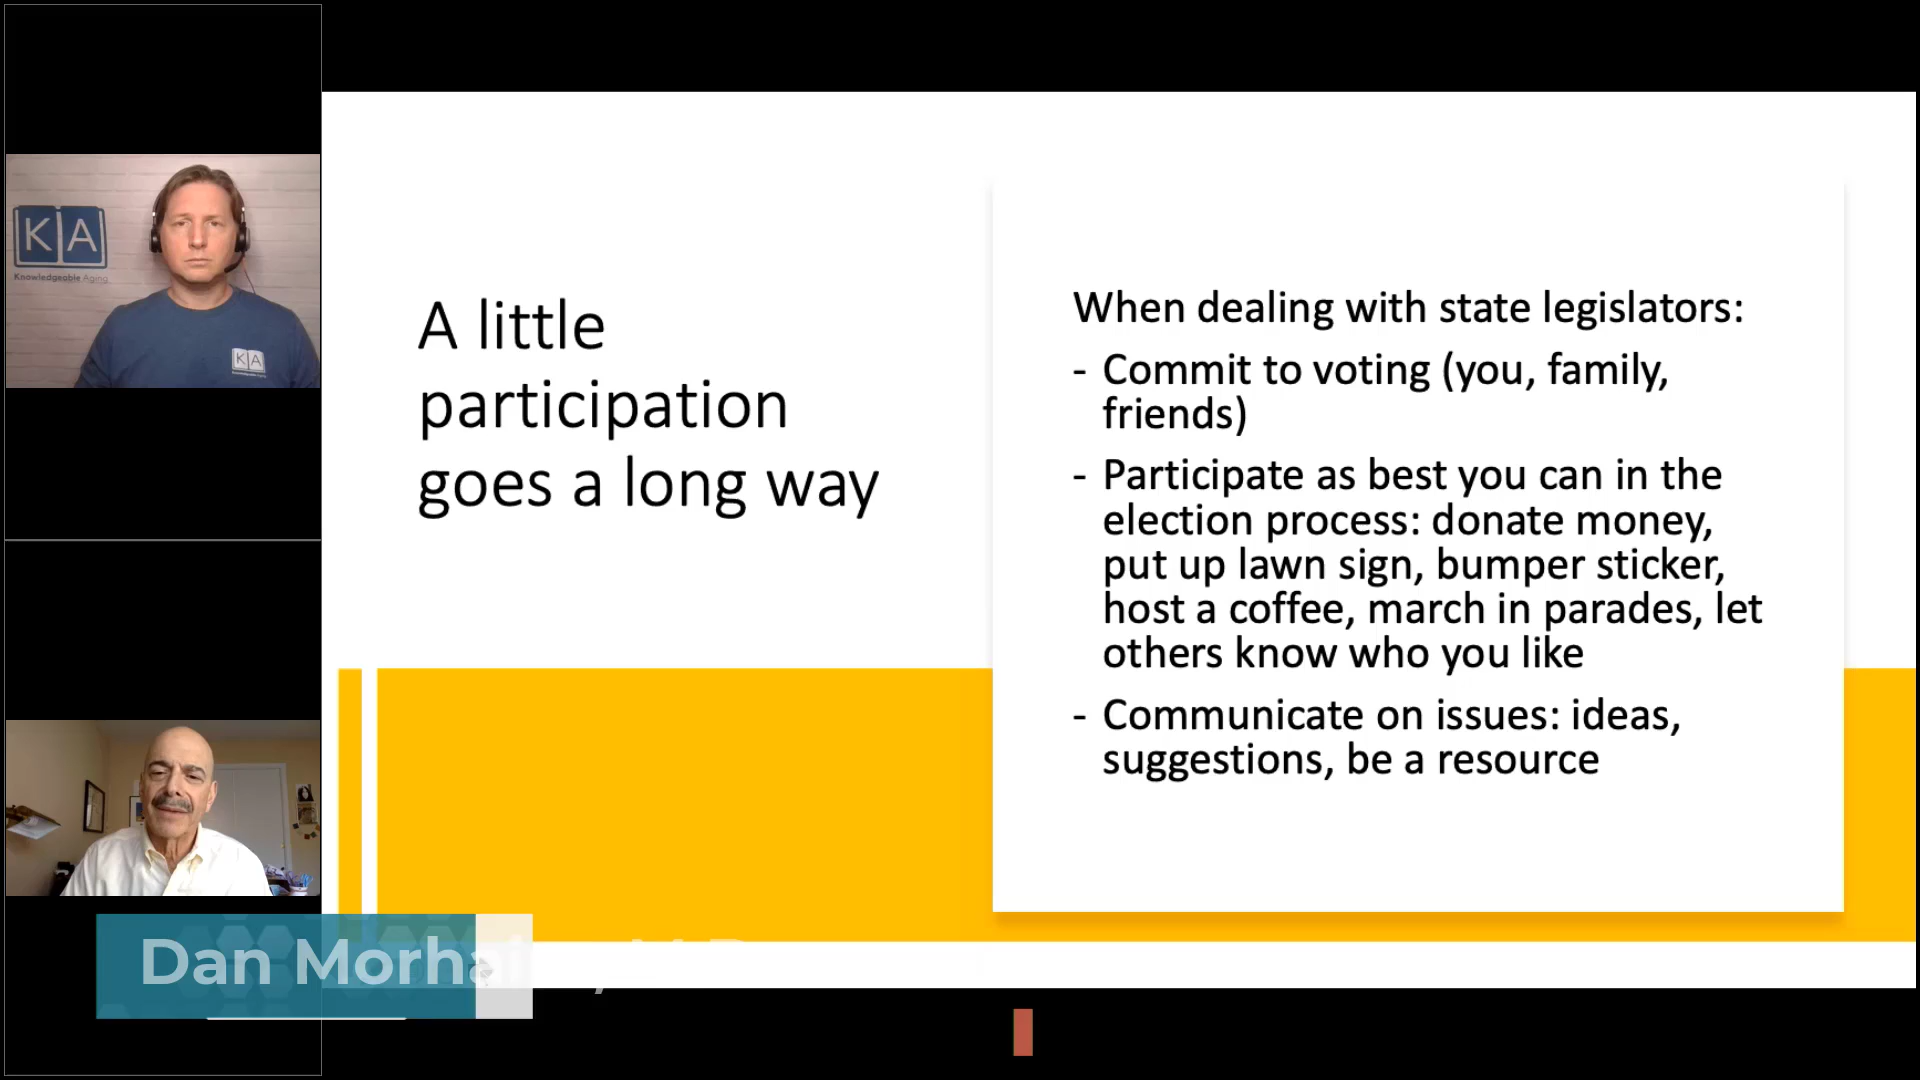 K A
Knowledgeable Aging
KA
A little
participation
goes a long way
When dealing with state legislators:
- Commit to voting (you, family,
friends)
- Participate as best you can in the
election process: donate money,
put up lawn sign, bumper sticker,
host a coffee, march in parades, let
others know who you like
- Communicate on issues: ideas,
suggestions, be a resource
Dan